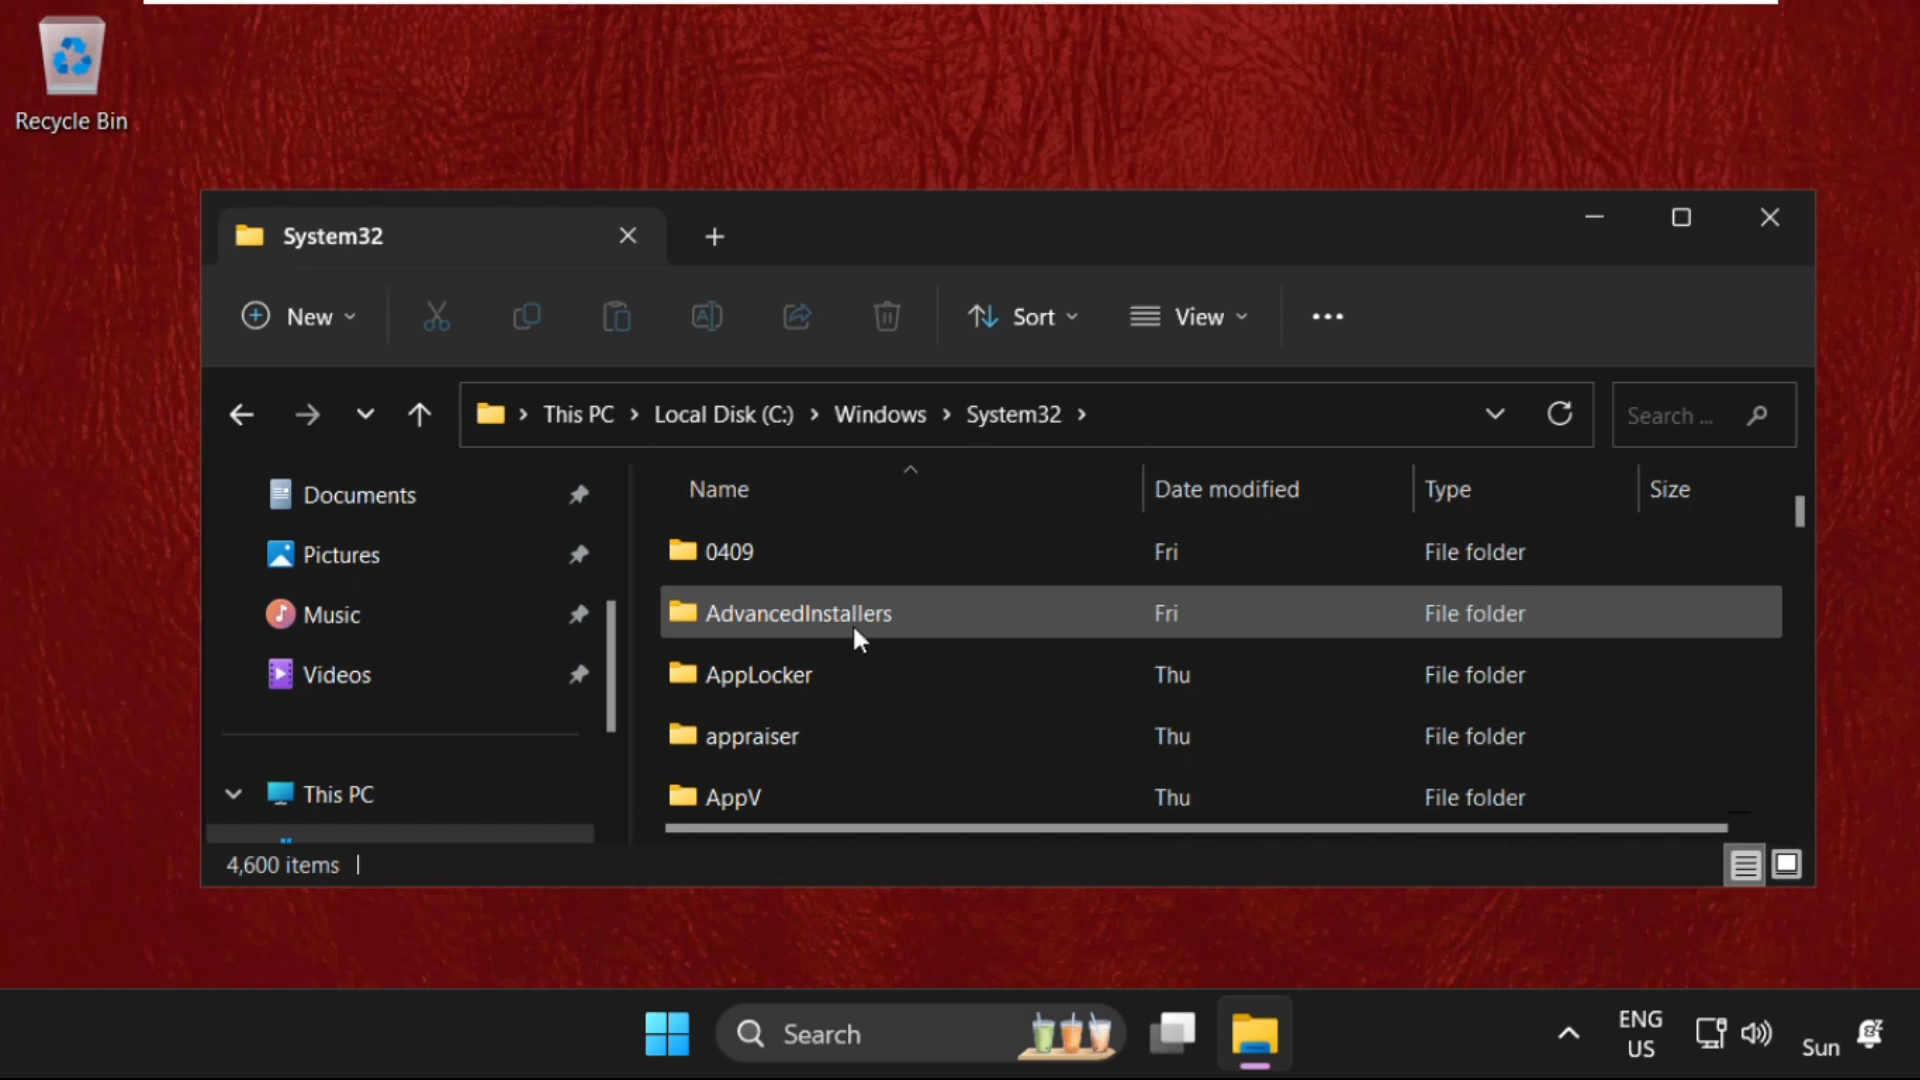 Recycle Bin
System32
New
Sort
View
This PC
Local Disk (C:)
Windows
System32
Search ...
Documents
Pictures
Music
Videos
This PC
Name
Date modified
Type
Size
0409 Fri File folder
AdvancedInstallers Fri File folder
AppLocker Thu File folder
appraiser Thu File folder
AppV Thu File folder
4,600 items
Search
ENG
US
Sun